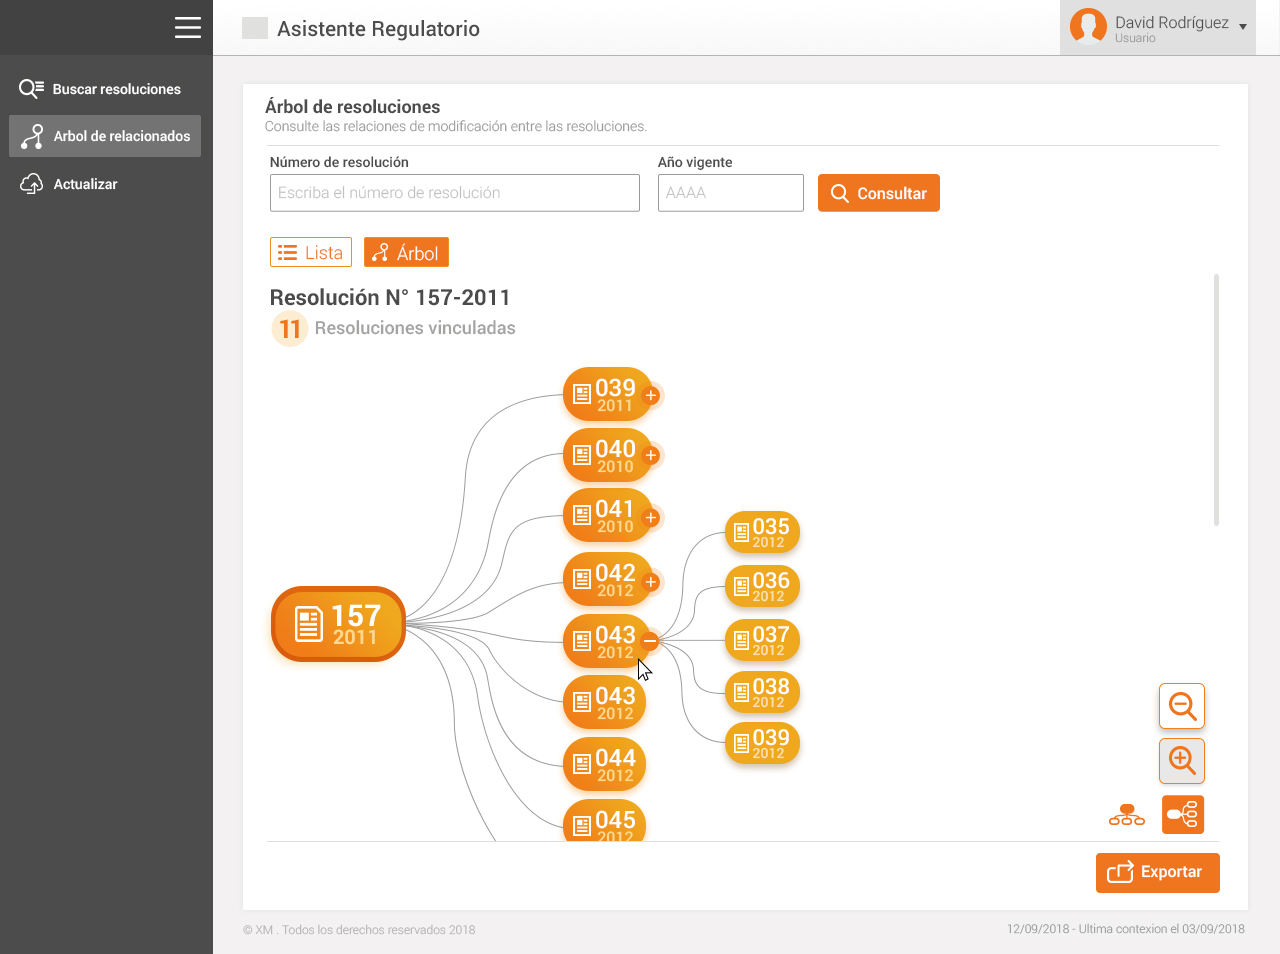 Asistente Regulatorio
David Rodríguez
Usuario
Buscar resoluciones
Arbol de relacionados
Actualizar
Árbol de resoluciones
Consulte las relaciones de modificación entre las resoluciones.
Número de resolución
Año vigente
Escriba el número de resolución
AAAA
Consultar
Lista
Árbol
Resolución N° 157-2011
11 Resoluciones vinculadas
157
2011
039
2011
040
2010
041
2010
042
2012
043
2012
043
2012
044
2012
045
2012
035
2012
036
2012
037
2012
038
2012
039
2012
Exportar
© XM . Todos los derechos reservados 2018
12/09/2018 - Ultima contexion el 03/09/2018